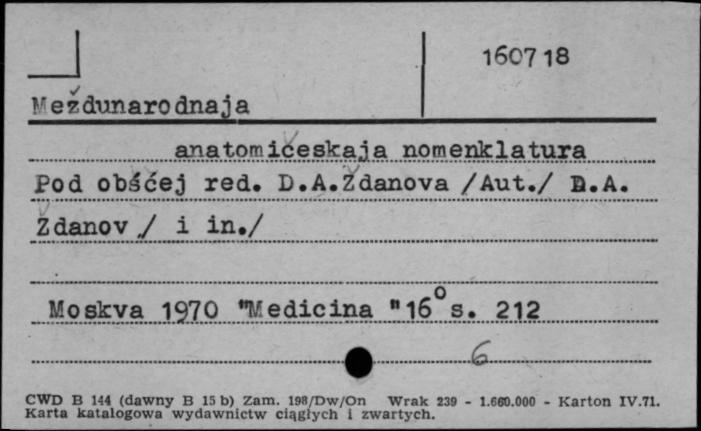 160718
Meždunarodnaja
anatomičeskaja nomenklatura
Pod obšćej red. D.A.Ždanova /Aut./ D.A.
Ždanov / i in./
Moskva 1970 "Medicina "16° s. 212
6
CWD B 144 (dawny B 15 b) Zam. 198/Dw/On Wrak 239 - 1.660.000 - Karton IV.71.
Karta katalogowa wydawnictw ciągłych i zwartych.